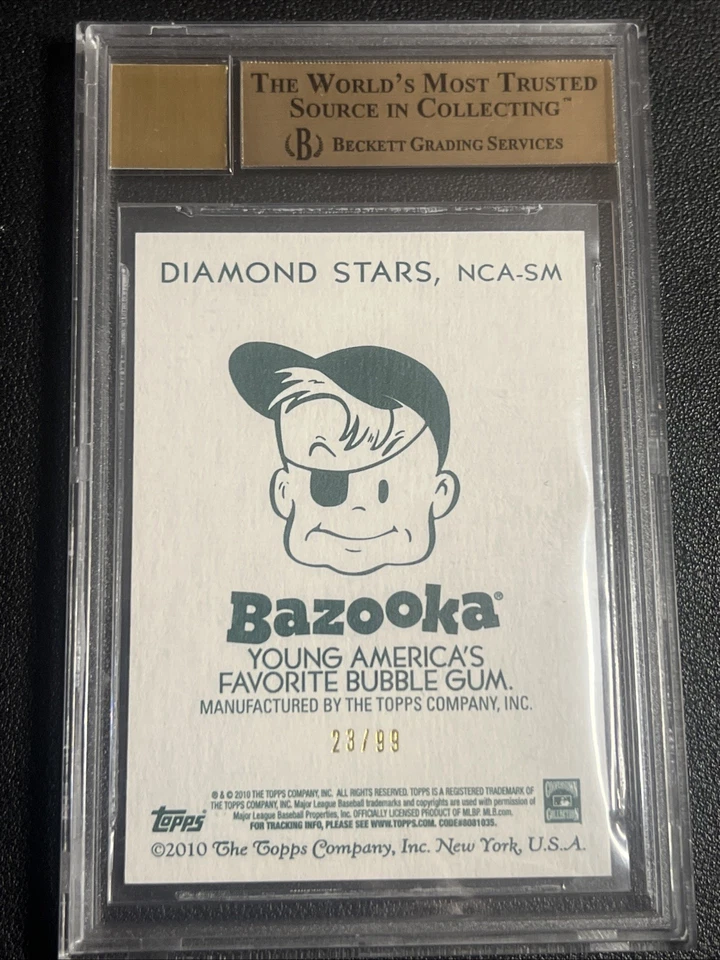 THE WORLD'S MOST TRUSTED
SOURCE IN COLLECTING™
B BECKETT GRADING SERVICES
DIAMOND STARS, NCA-SM
Bazooka®
YOUNG AMERICA'S
FAVORITE BUBBLE GUM.
MANUFACTURED BY THE TOPPS COMPANY, INC.
23/99
® & © 2010 THE TOPPS COMPANY, INC. ALL RIGHTS RESERVED. TOPPS IS A REGISTERED TRADEMARK OF
THE TOPPS COMPANY, INC. Major League Baseball trademarks and copyrights are used with permission of
Major League Baseball Properties, Inc. OFFICIALLY LICENSED PRODUCT OF MLBP. MLB.com.
FOR TRACKING INFO, PLEASE SEE WWW.TOPPS.COM. CODE#8081035.
Topps
©2010 The Topps Company, Inc. New York, U.S.A.